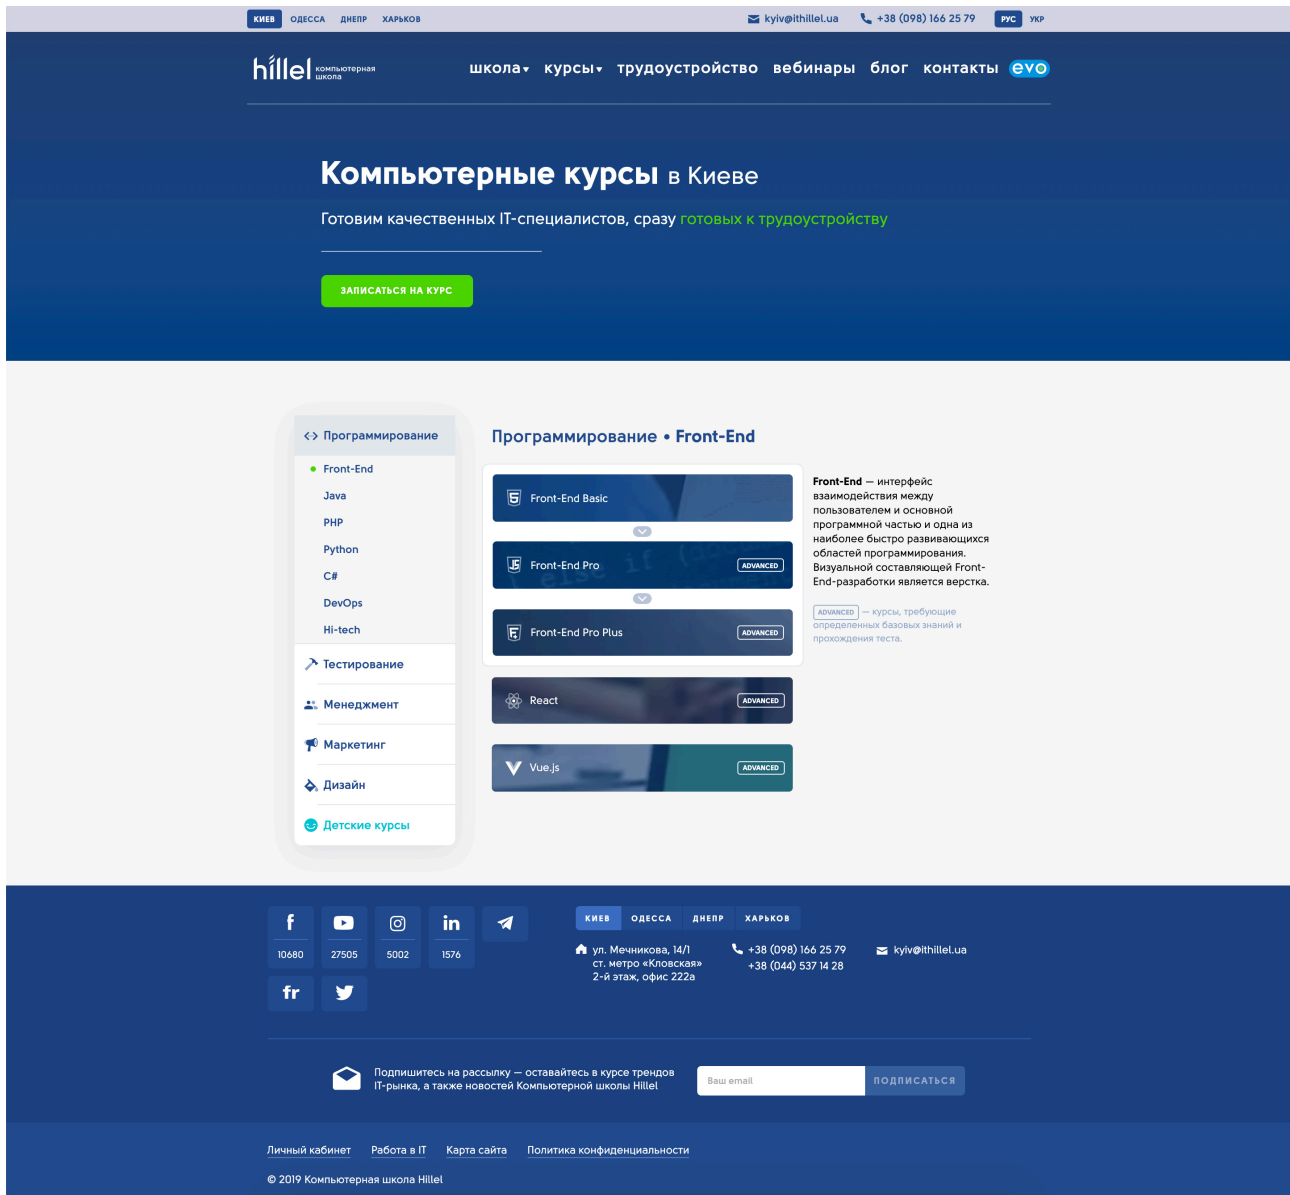 КИЕВ ОДЕССА ДНЕПР ХАРЬКОВ kyiv@ithillel.ua +38 (098) 166 25 79 РУС УКР
hillel компьютерная школа
школа курсы трудоустройство вебинары блог контакты evo
Компьютерные курсы в Киеве
Готовим качественных IT-специалистов, сразу готовых к трудоустройству
ЗАПИСАТЬСЯ НА КУРС
Программирование
Front-End
Java
PHP
Python
C#
DevOps
Hi-tech
Тестирование
Менеджмент
Маркетинг
Дизайн
Детские курсы
Программирование • Front-End
Front-End Basic
Front-End Pro ADVANCED
Front-End Pro Plus ADVANCED
React ADVANCED
Vue.js ADVANCED
Front-End — интерфейс
взаимодействия между
пользователем и основной
программной частью и одна из
наиболее быстро развивающихся
областей программирования.
Визуальной составляющей Front-
End-разработки является верстка.
ADVANCED — курсы, требующие
определенных базовых знаний и
прохождения теста.
10680 27505 5002 1576
fr
КИЕВ ОДЕССА ДНЕПР ХАРЬКОВ
ул. Мечникова, 14/1
ст. метро «Кловская»
2-й этаж, офис 222а
+38 (098) 166 25 79
+38 (044) 537 14 28
kyiv@ithillel.ua
Подпишитесь на рассылку — оставайтесь в курсе трендов
IT-рынка, а также новостей Компьютерной школы Hillel
Ваш email ПОДПИСАТЬСЯ
Личный кабинет Работа в IT Карта сайта Политика конфиденциальности
© 2019 Компьютерная школа Hillel